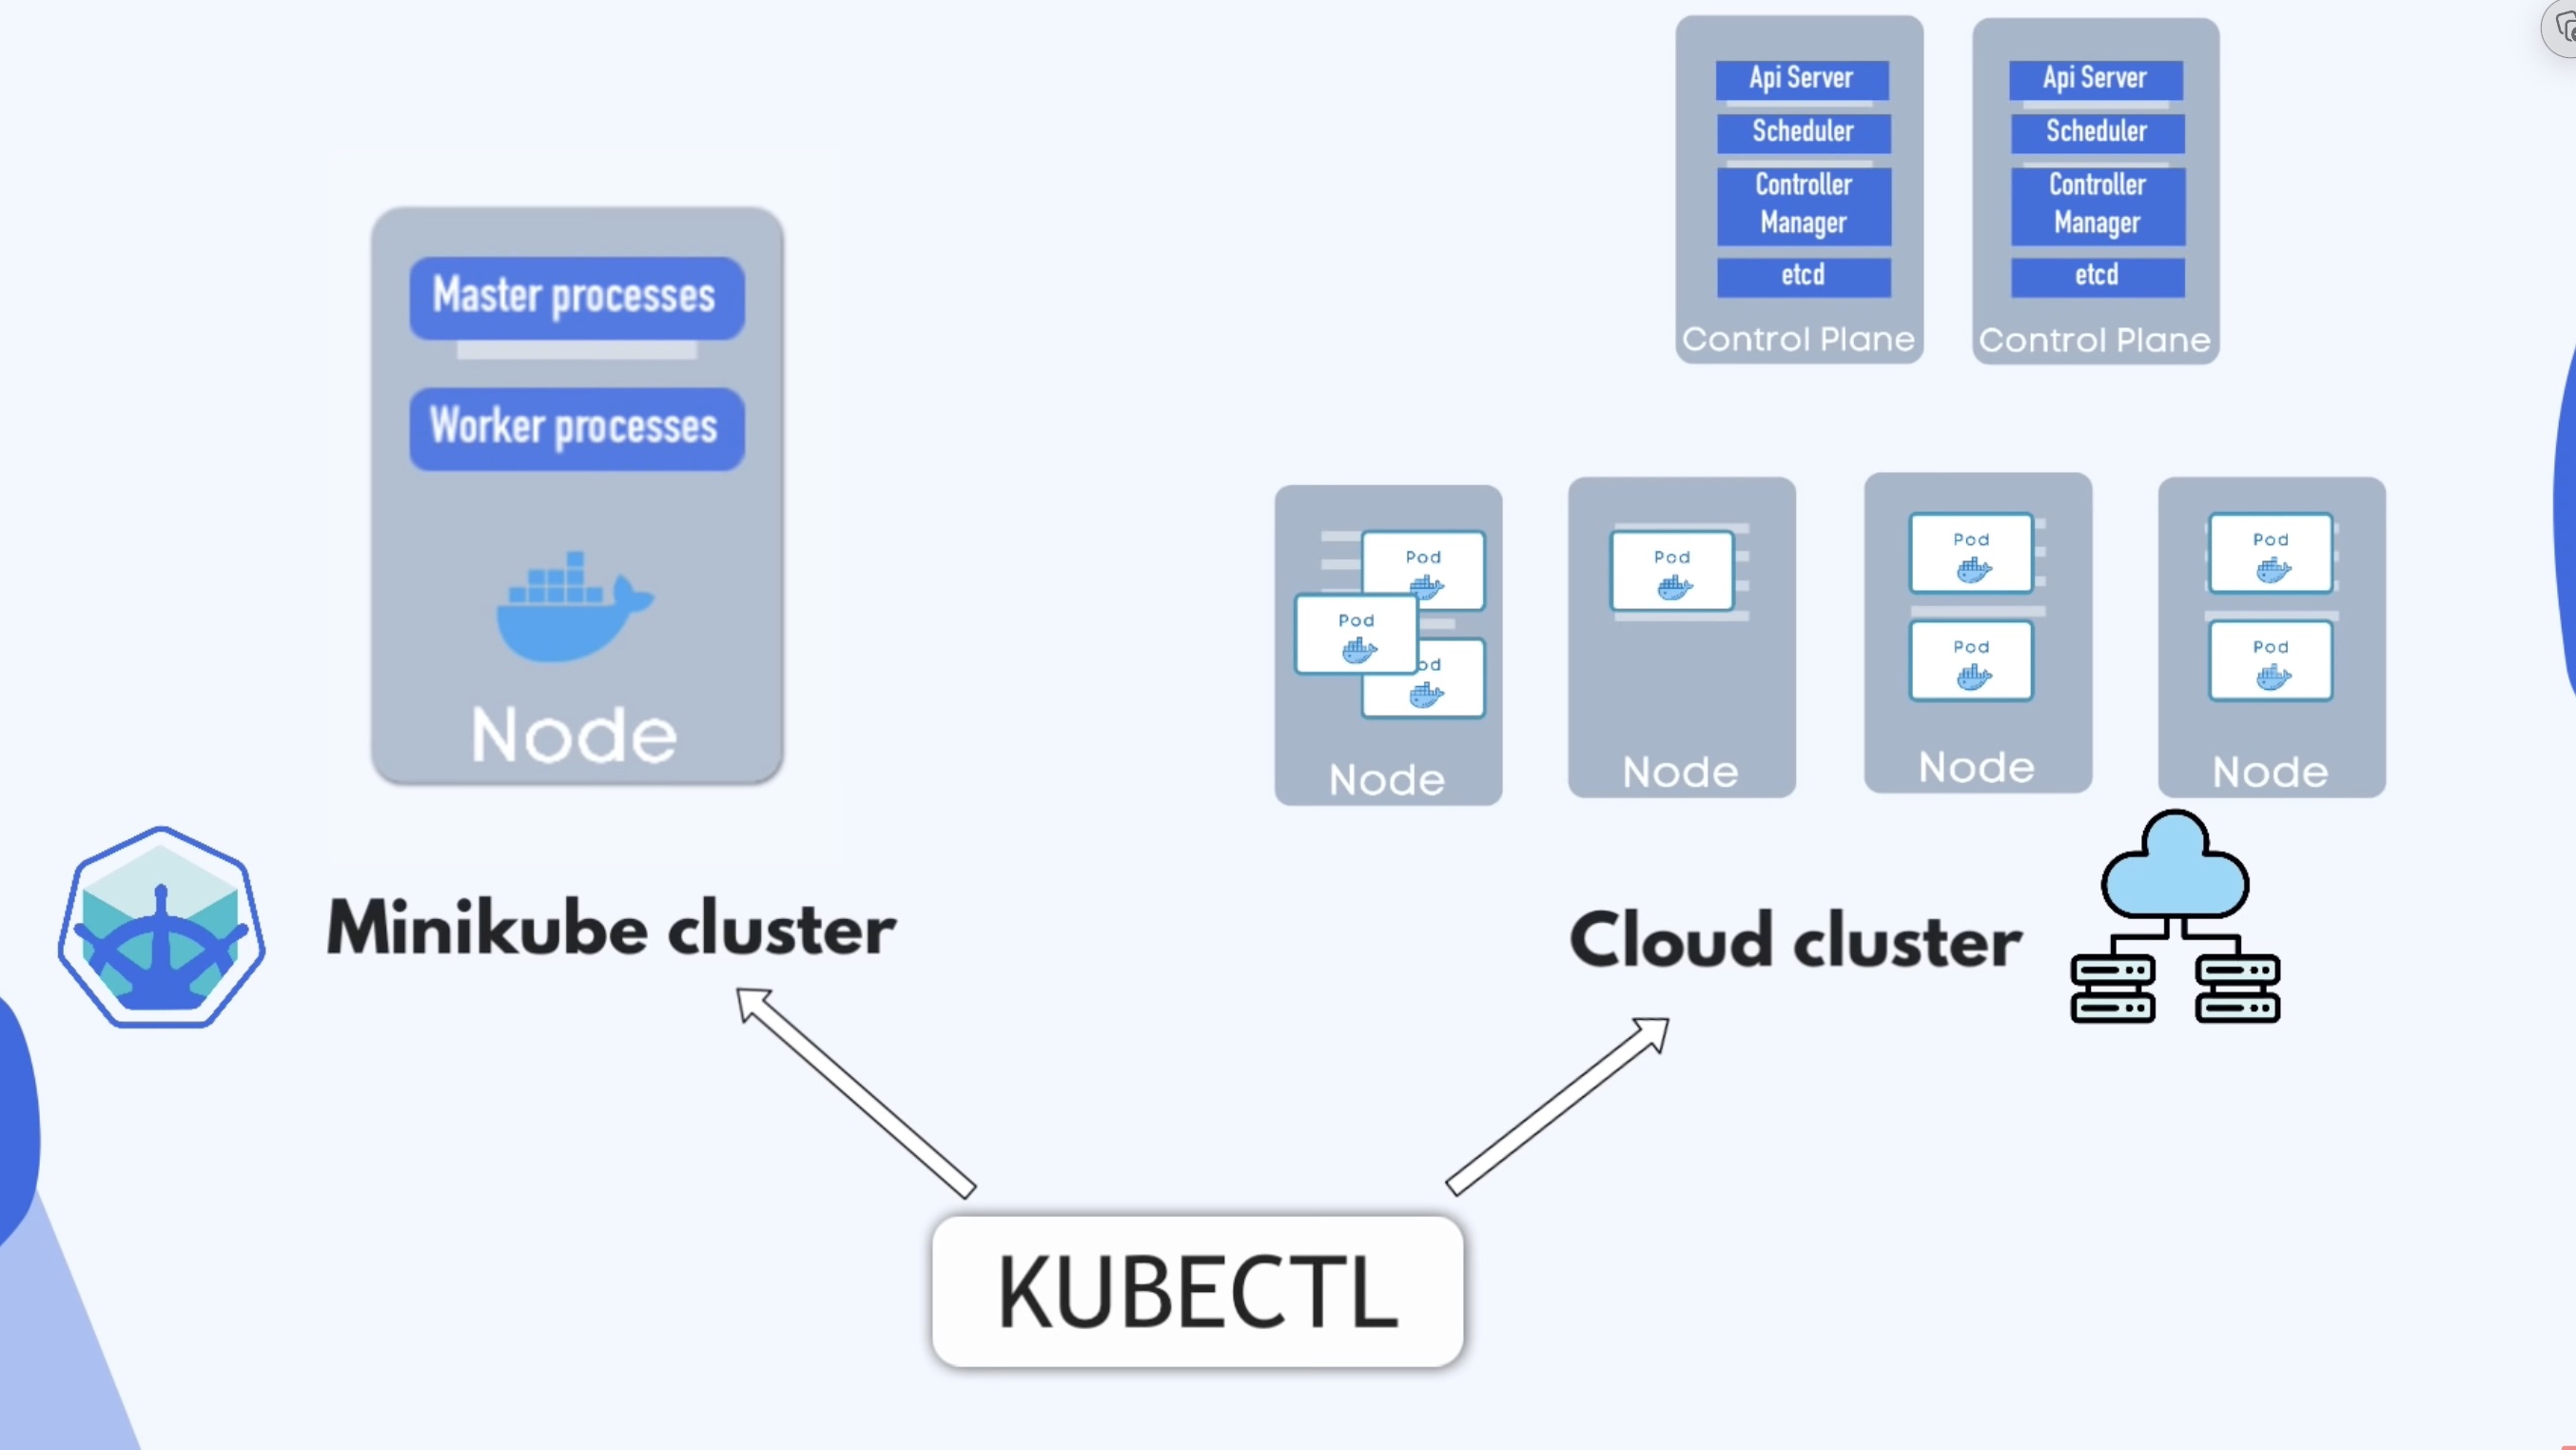 Api Server
Scheduler
Controller
Manager
etcd
Control Plane
Api Server
Scheduler
Controller
Manager
etcd
Control Plane
Master processes
Worker processes
Node
Pod
Pod
od
Node
Pod
Node
Pod
Pod
Node
Pod
Pod
Node
Minikube cluster
Cloud cluster
KUBECTL